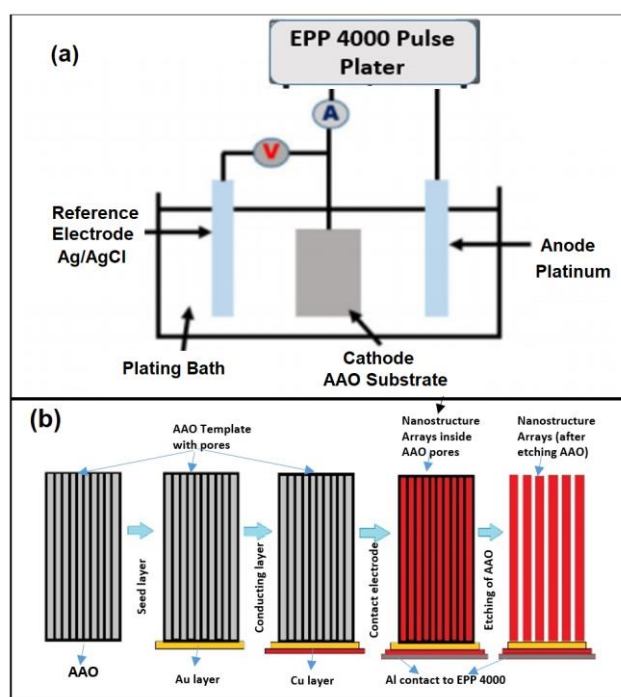 (a)
EPP 4000 Pulse
Plater
A
V
Reference
Electrode
Ag/AgCl
Anode
Platinum
Plating Bath
Cathode
AAO Substrate
(b)
AAO Template
with pores
Nanostructure
Arrays inside
AAO pores
Nanostructure
Arrays (after
etching AAO)
Seed layer
Conducting layer
Contact electrode
Etching of AAO
AAO
Au layer
Cu layer
Al contact to EPP 4000